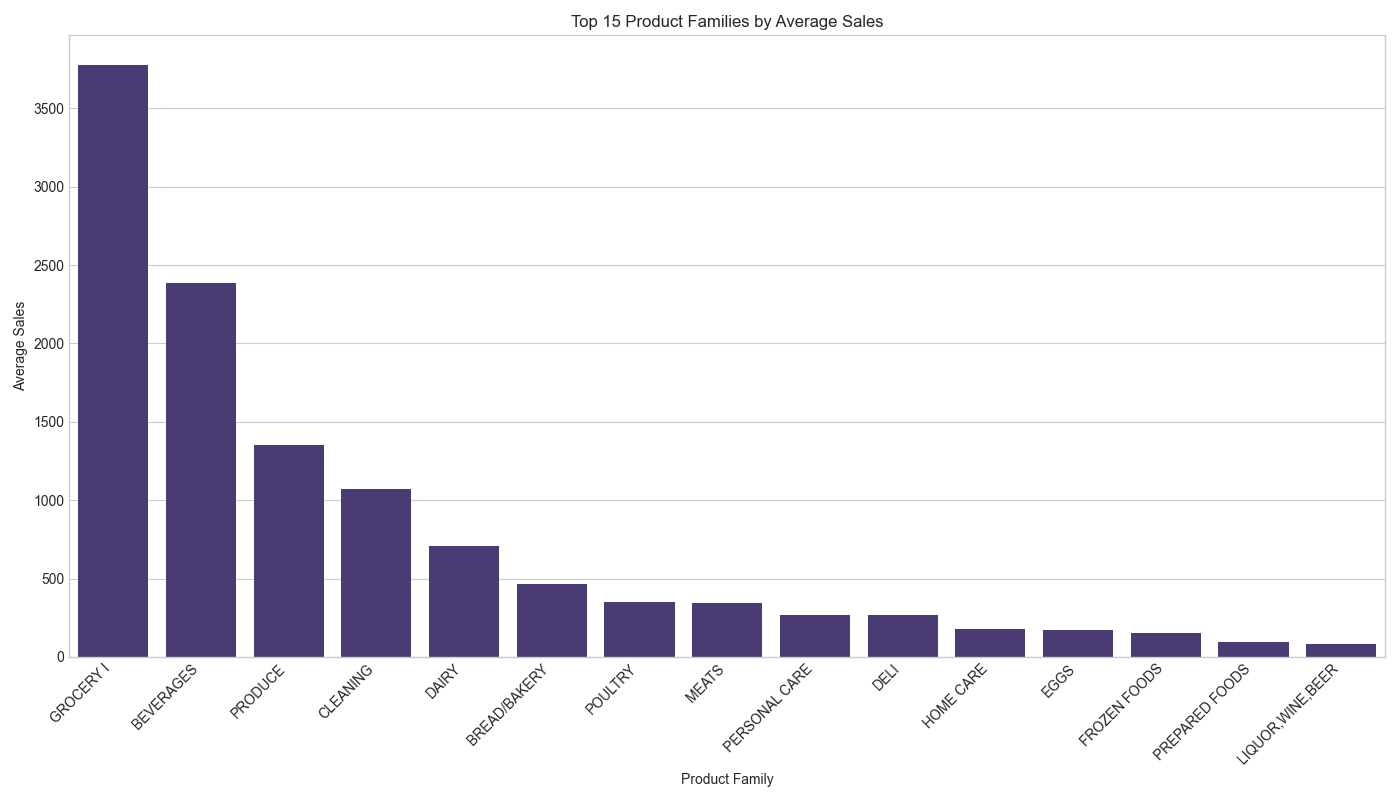 Top 15 Product Families by Average Sales
Average Sales
3500
3000
2500
2000
1500
1000
500
0
GROCERY I
BEVERAGES
PRODUCE
CLEANING
DAIRY
BREAD/BAKERY
POULTRY
MEATS
PERSONAL CARE
DELI
HOME CARE
EGGS
FROZEN FOODS
PREPARED FOODS
LIQUOR,WINE,BEER
Product Family